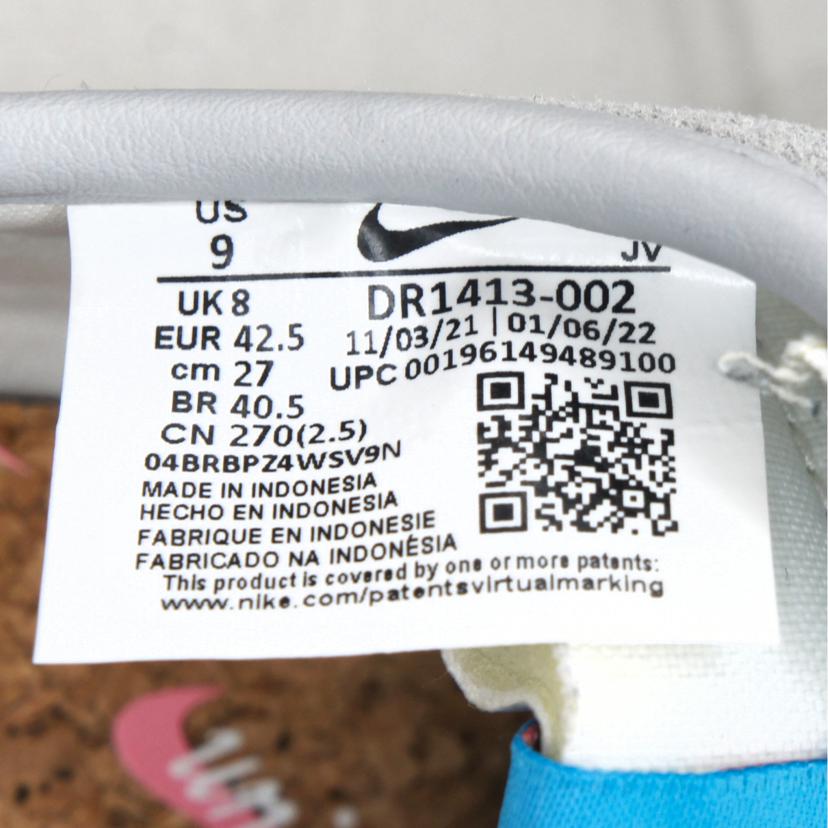 US
9
JV
UK 8
EUR 42.5
cm 27
BR 40.5
CN 270(2.5)
DR1413-002
11/03/21 | 01/06/22
UPC 00196149489100
04BRBPZ4WSV9N
MADE IN INDONESIA
HECHO EN INDONESIA
FABRIQUE EN INDONESIE
FABRICADO NA INDONÉSIA
This product is covered by one or more patents:
www.nike.com/patentsvirtualmarking